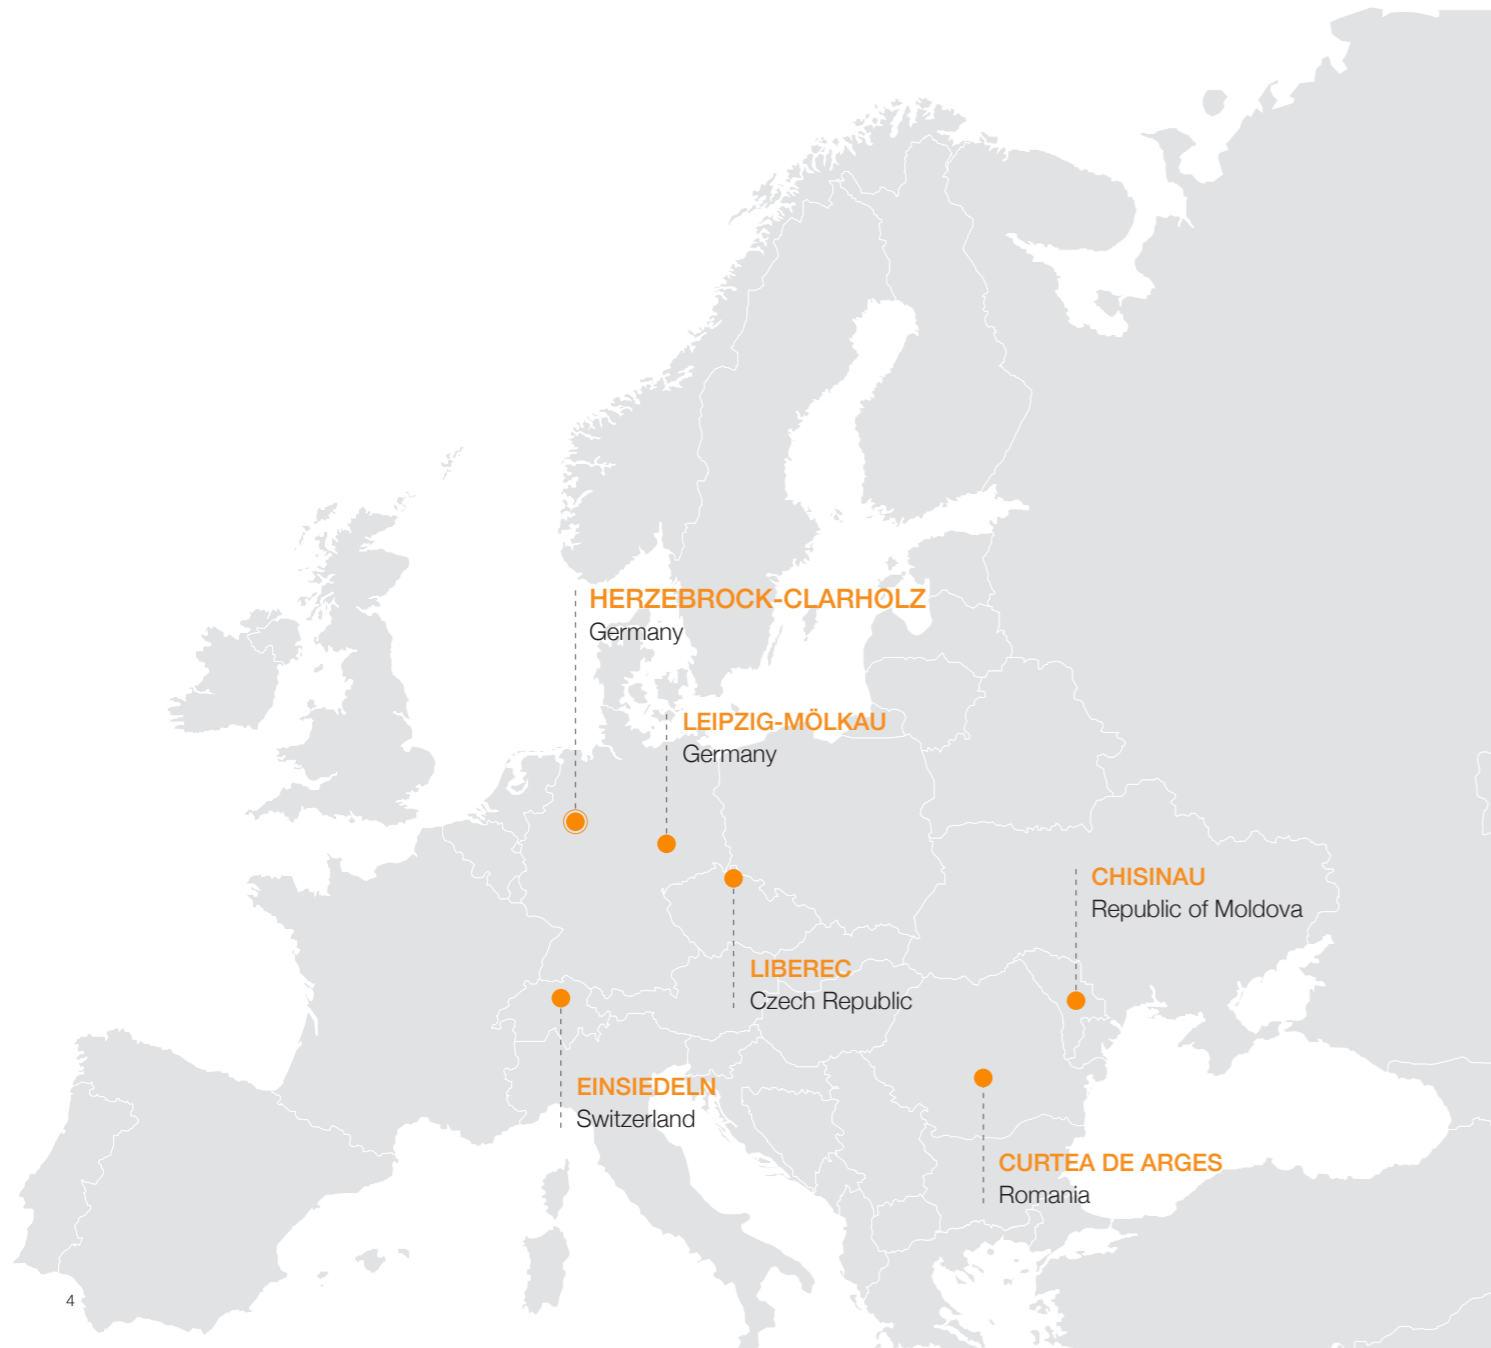 HERZEBROCK-CLARHOLZ
Germany
LEIPZIG-MÖLKAU
Germany
CHISINAU
Republic of Moldova
LIBEREC
Czech Republic
EINSIEDELN
Switzerland
CURTEA DE ARGES
Romania
4